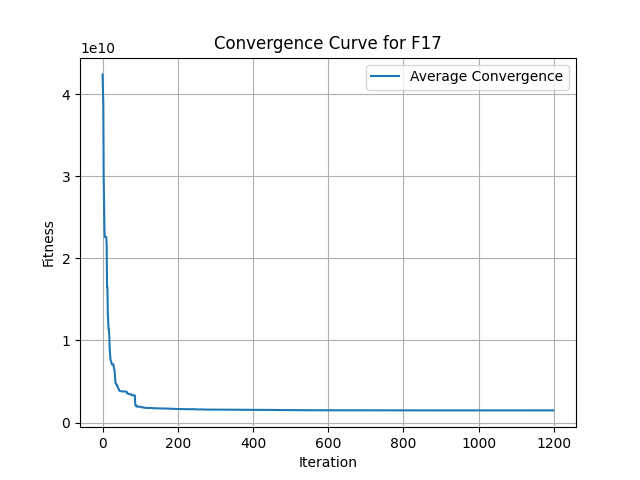 Convergence Curve for F17
1e10
Average Convergence
4
3
2
1
0
Fitness
0 200 400 600 800 1000 1200
Iteration